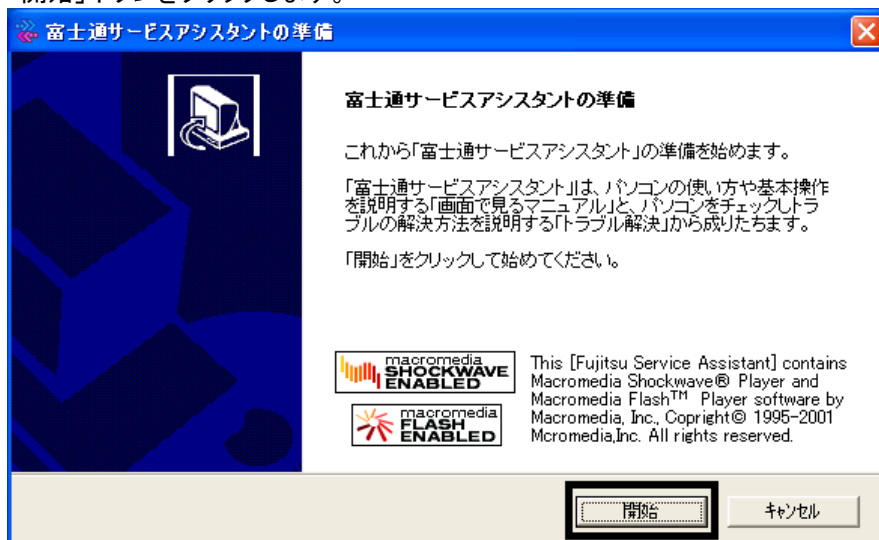 開始」ボタンをクリックします。
富士通サービスアシスタントの準備
富士通サービスアシスタントの準備
これから「富士通サービスアシスタント」の準備を始めます。
「富士通サービスアシスタント」は、パソコンの使い方や基本操作
を説明する「画面で見るマニュアル」と、パソコンをチェックしトラ
ブルの解決方法を説明する「トラブル解決」から成りたちます。
「開始」をクリックして始めてください。
macromedia
SHOCKWAVE
ENABLED
macromedia
FLASH
ENABLED
This [Fujitsu Service Assistant] contains
Macromedia Shockwave® Player and
Macromedia Flash™ Player software by
Macromedia, Inc., Copright© 1995-2001
Mcromedia,Inc. All rights reserved.
開始
キャンセル